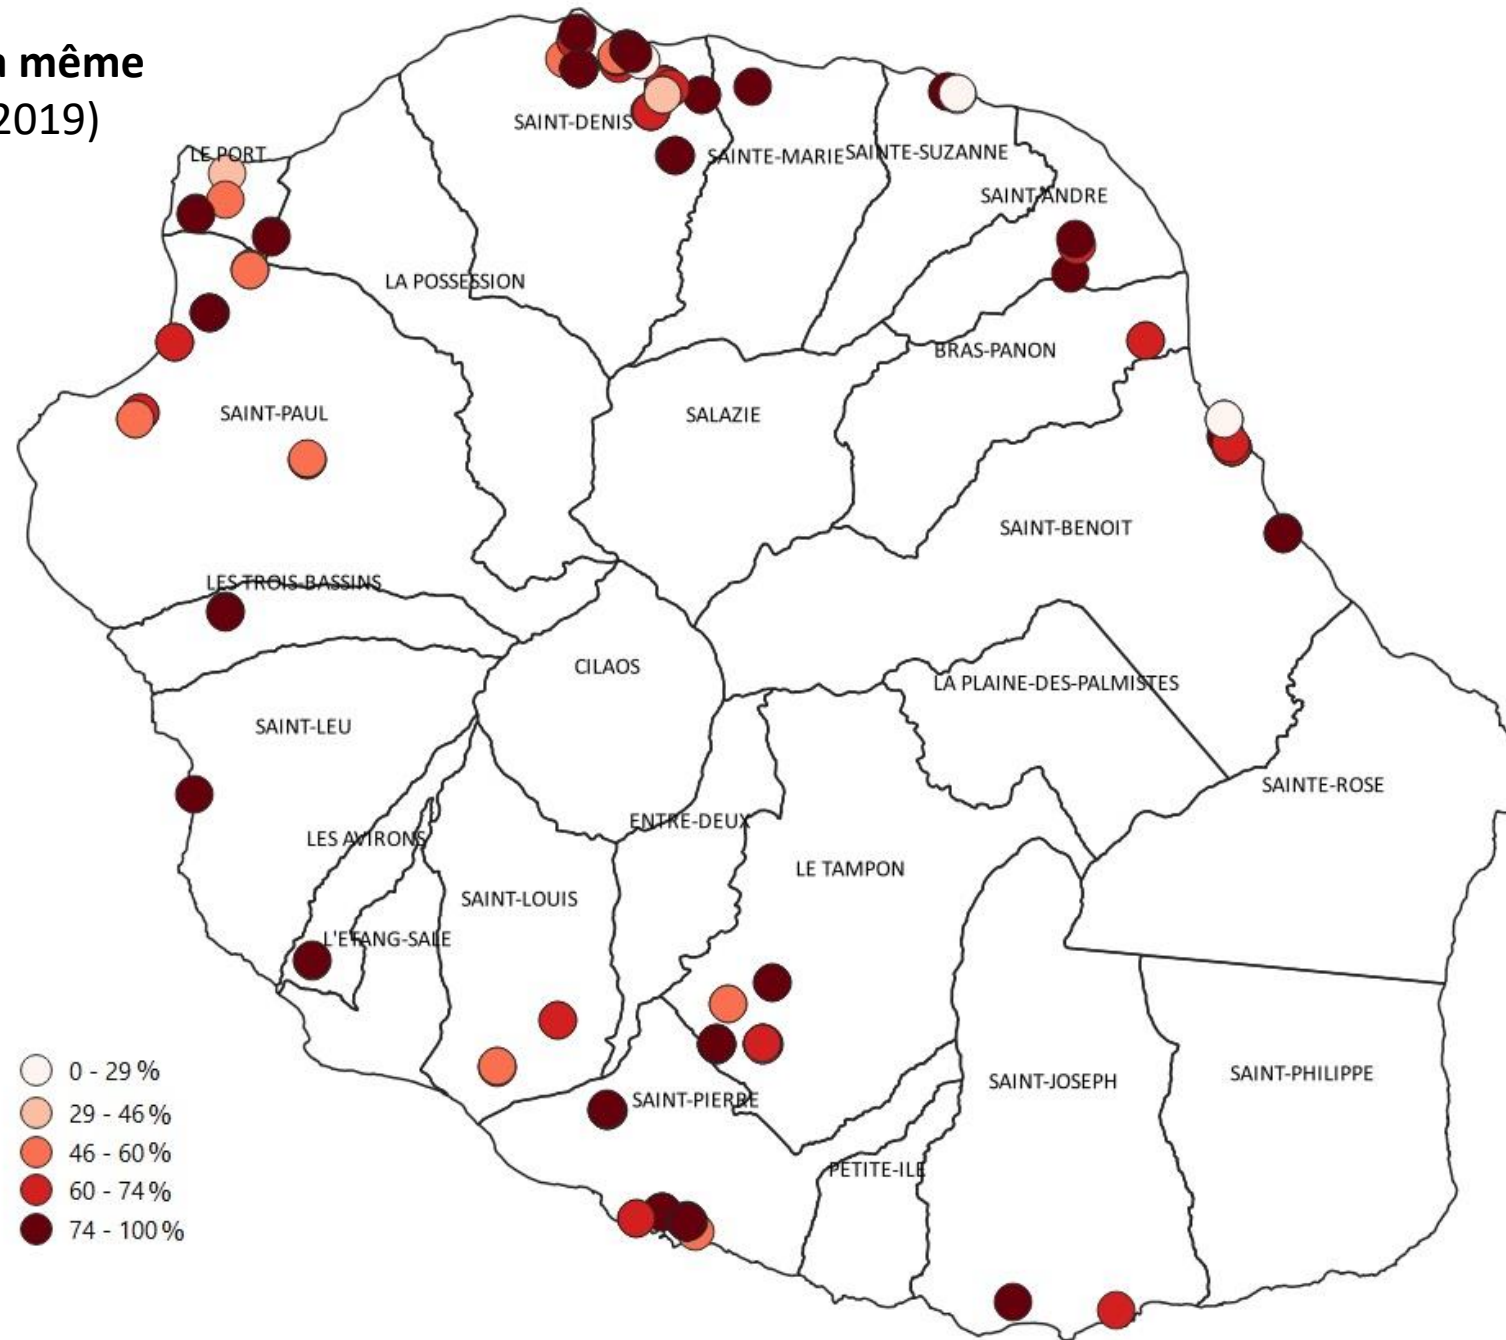 même
2019)
LE PORT
SAINT-DENIS
SAINTE-MARIE
SAINTE-SUZANNE
SAINT-ANDRE
LA POSSESSION
BRAS-PANON
SAINT-PAUL
SALAZIE
SAINT-BENOIT
LES TROIS-BASSINS
CILAOS
LA PLAINE-DES-PALMISTES
SAINT-LEU
SAINTE-ROSE
ENTRE-DEUX
LES AVIRONS
LE TAMPON
SAINT-LOUIS
L'ETANG-SALE
SAINT-PHILIPPE
SAINT-JOSEPH
SAINT-PIERRE
PETITE-ILE
0 - 29 %
29 - 46 %
46 - 60 %
60 - 74 %
74 - 100 %